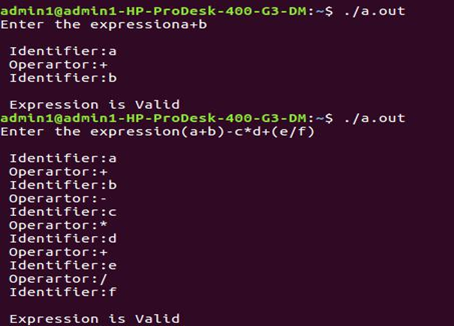 admin1@admin1-HP-ProDesk-400-G3-DM:~$ ./a.out
Enter the expressiona+b
Identifier:a
Operartor:+
Identifier:b
Expression is Valid
admin1@admin1-HP-ProDesk-400-G3-DM:~$ ./a.out
Enter the expression(a+b)-c*d+(e/f)
Identifier:a
Operartor:+
Identifier:b
Operartor:-
Identifier:c
Operartor:*
Identifier:d
Operartor:+
Identifier:e
Operartor:/
Identifier:f
Expression is Valid